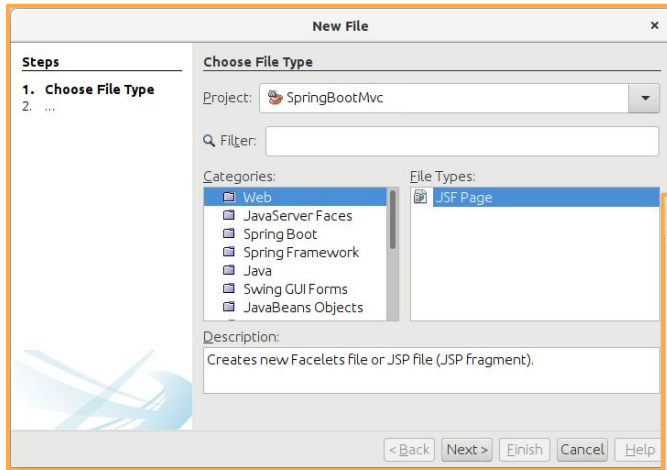 New File
×
Steps
1. Choose File Type
2. ...
Choose File Type
Project: SpringBootMvc
Filter:
Categories:
Web
JavaServer Faces
Spring Boot
Spring Framework
Java
Swing GUI Forms
JavaBeans Objects
File Types:
JSF Page
Description:
Creates new Facelets file or JSP file (JSP fragment).
< Back Next > Finish Cancel Help